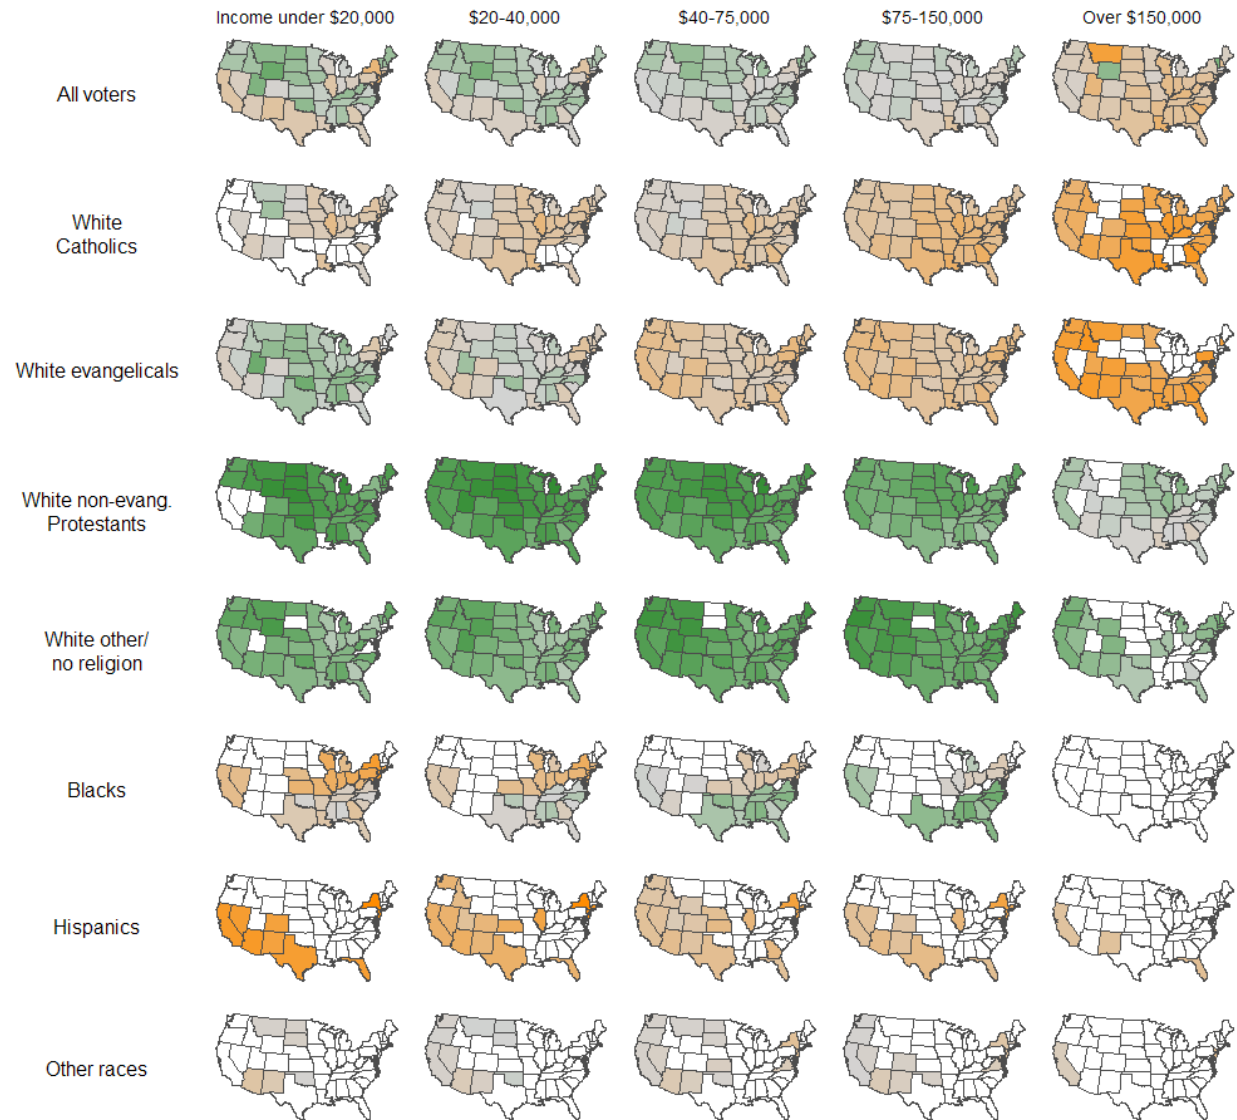 Income under $20,000 $20-40,000 $40-75,000 $75-150,000 Over $150,000
All voters
White
Catholics
White evangelicals
White non-evang.
Protestants
White other/
no religion
Blacks
Hispanics
Other races